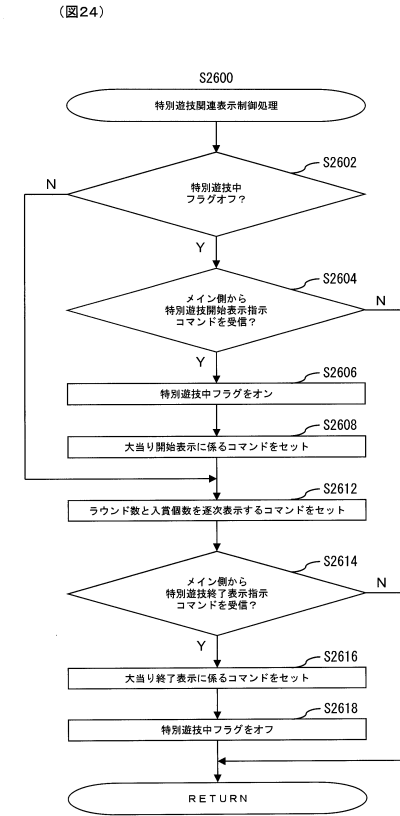 （図24）
S2600
特別遊技関連表示制御処理
S2602
特別遊技中
フラグオフ？
N
Y
S2604
メイン側から
特別遊技開始表示指示
コマンドを受信？
N
Y
S2606
特別遊技中フラグをオン
S2608
大当り開始表示に係るコマンドをセット
S2612
ラウンド数と入賞個数を逐次表示するコマンドをセット
S2614
メイン側から
特別遊技終了表示指示
コマンドを受信？
N
Y
S2616
大当り終了表示に係るコマンドをセット
S2618
特別遊技中フラグをオフ
RETURN